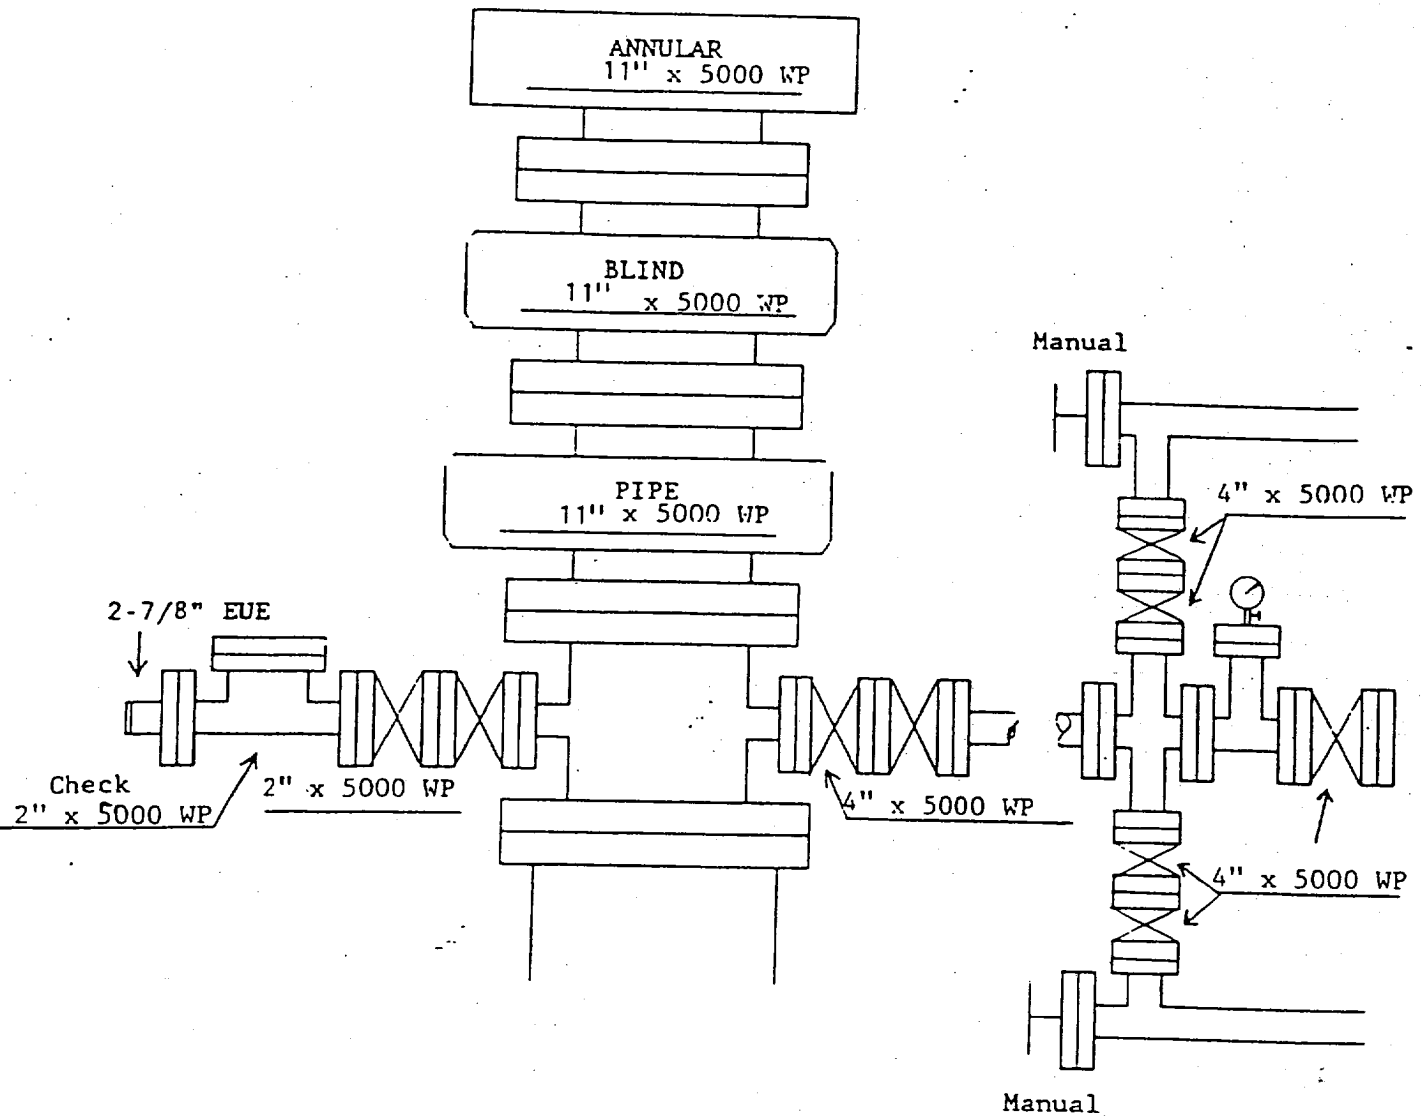 ANNULAR
11" x 5000 WP
BLIND
11" x 5000 WP
Manual
PIPE
11" x 5000 WP
4" x 5000 WP
2-7/8" EUE
Check
2" x 5000 WP
2" x 5000 WP
4" x 5000 WP
4" x 5000 WP
Manual